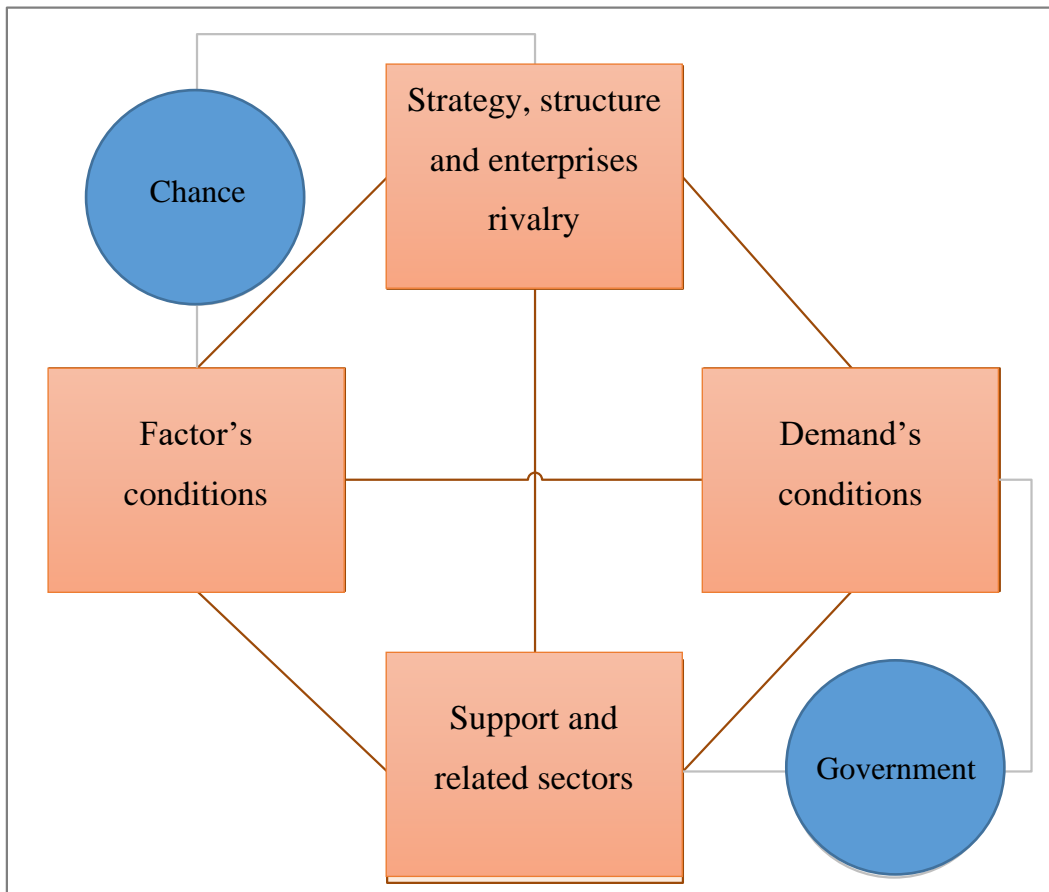 Strategy, structure
and enterprises
rivalry
Chance
Factor’s
conditions
Demand’s
conditions
Support and
related sectors
Government